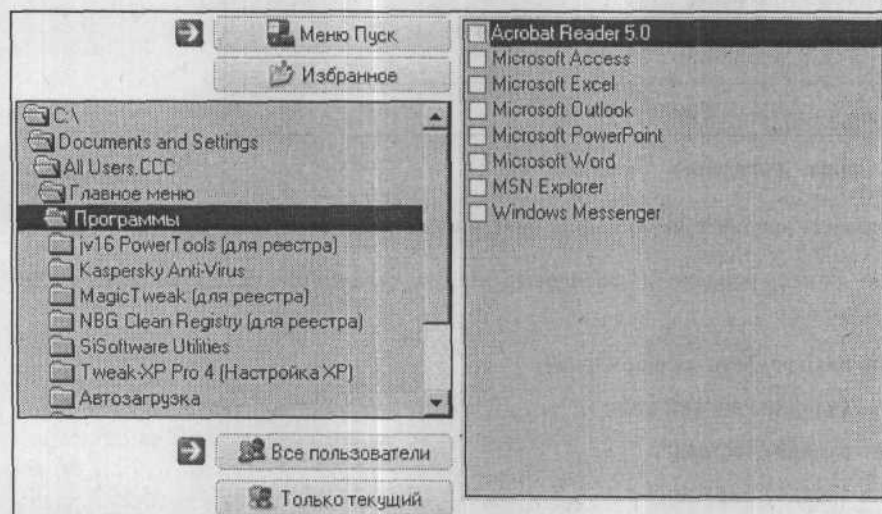 Меню Пуск
Избранное
C:\
Documents and Settings
All Users.CCC
Главное меню
Программы
jv16 PowerTools (для реестра)
Kaspersky Anti-Virus
MagicTweak (для реестра)
NBG Clean Registry (для реестра)
SiSoftware Utilities
Tweak-XP Pro 4 (Настройка XP)
Автозагрузка
Все пользователи
Только текущий
Acrobat Reader 5.0
Microsoft Access
Microsoft Excel
Microsoft Outlook
Microsoft PowerPoint
Microsoft Word
MSN Explorer
Windows Messenger